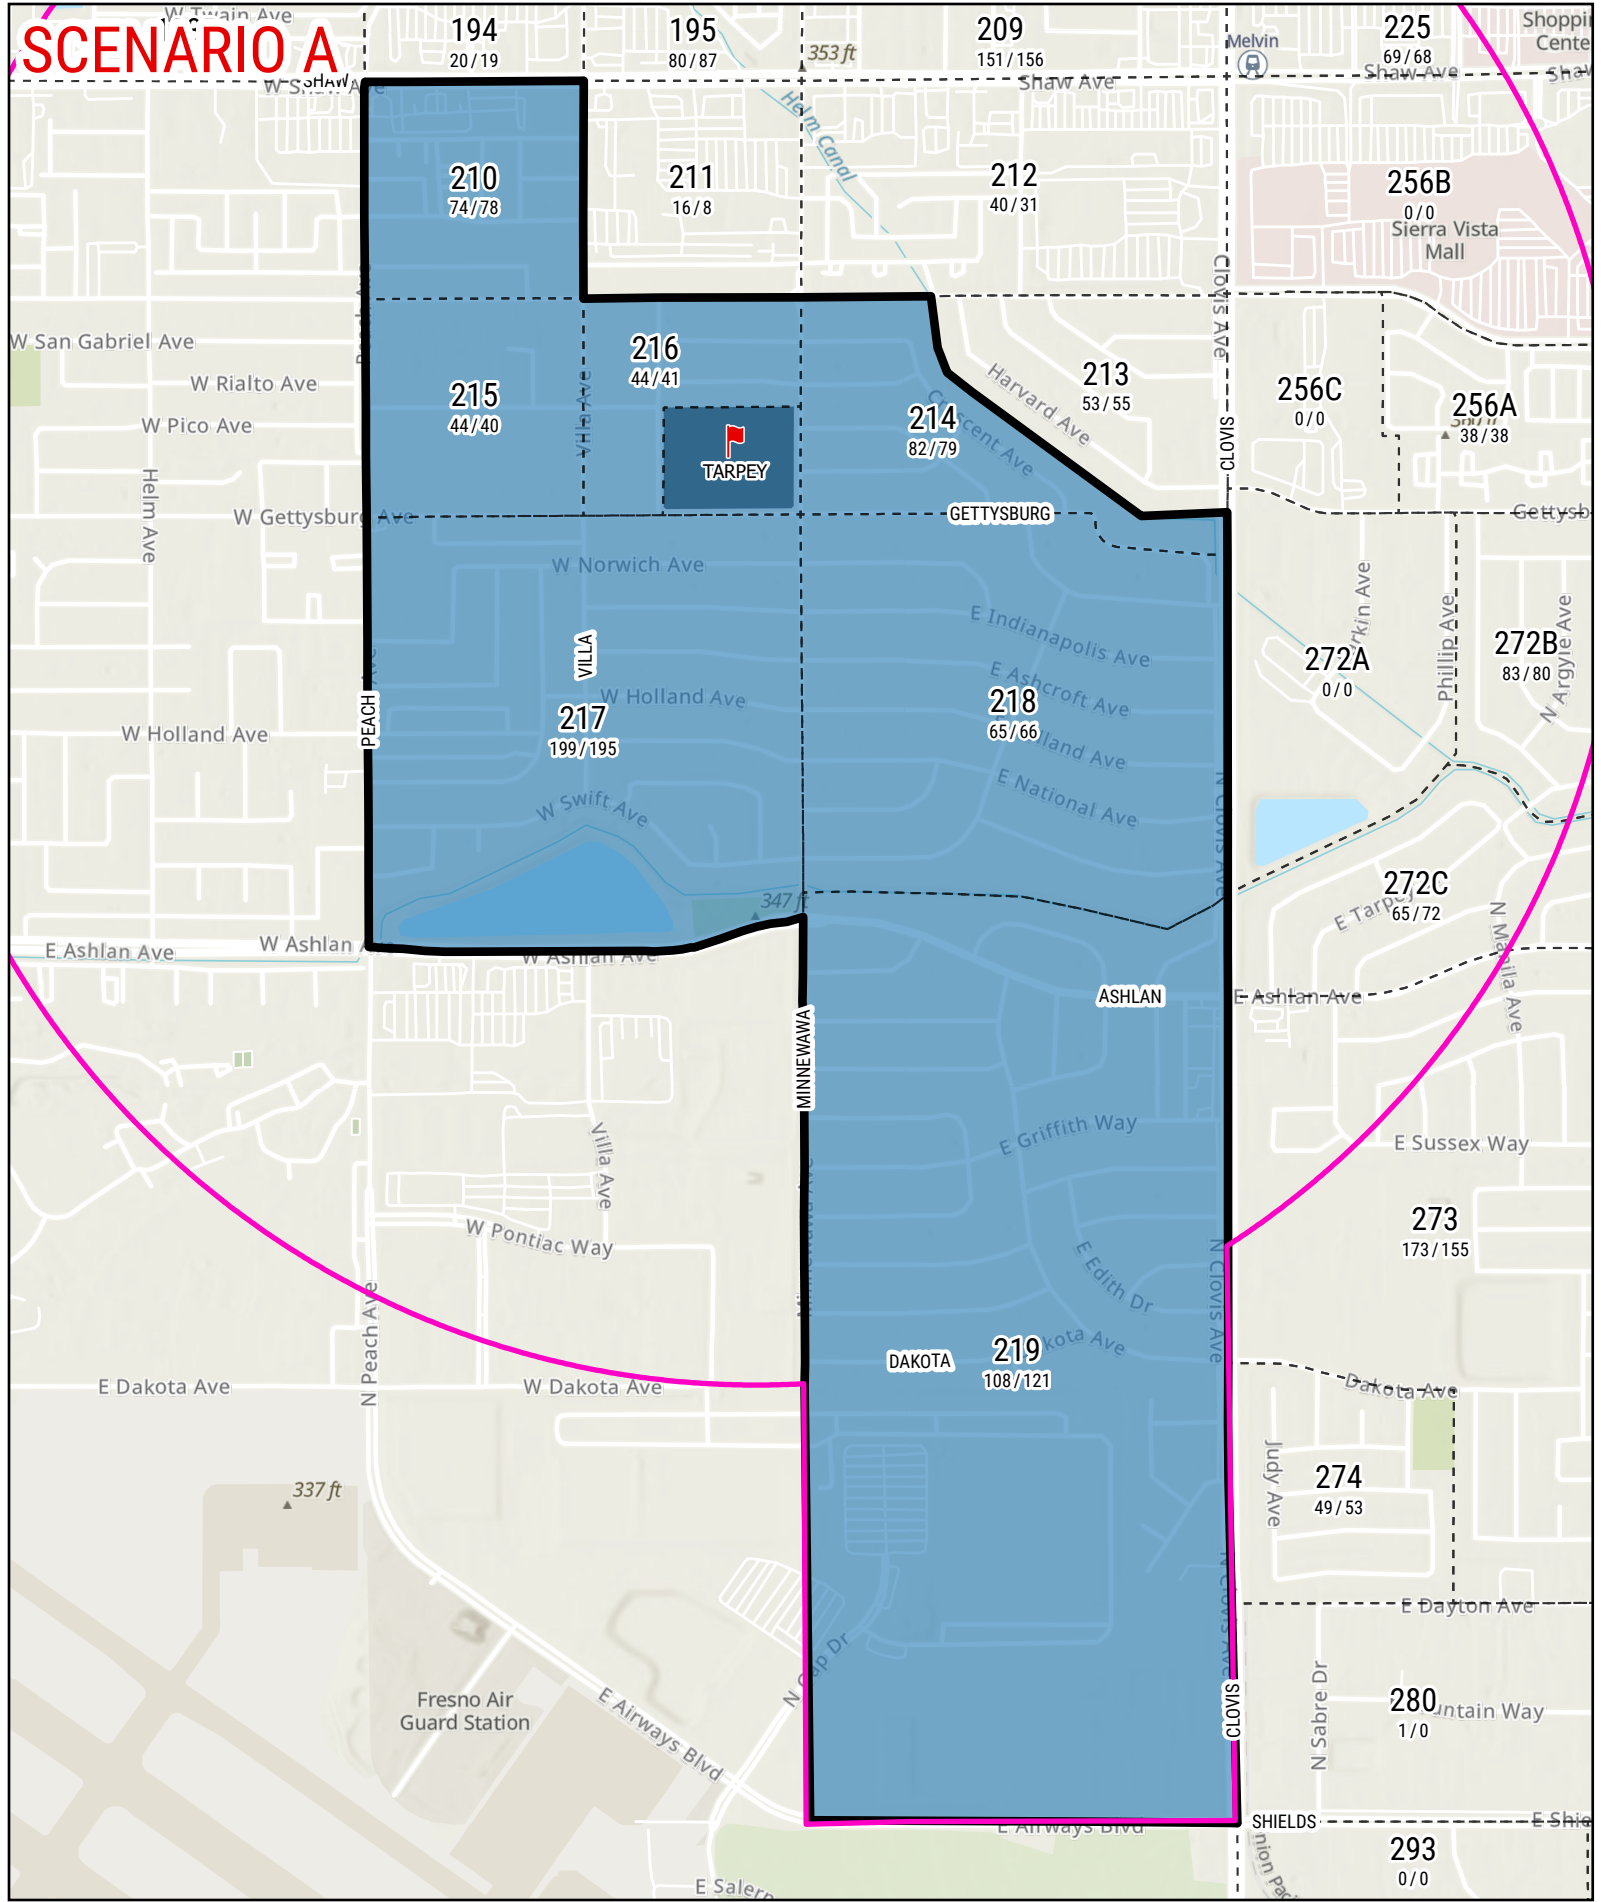 SCENARIO A
W Twain Ave
194
20/19
195
80/87
353 ft
209
151/156
Melvin
225
69/68
Shaw Ave
Shaw Ave
SHAW
Helm Canal
210
74/78
211
16/8
212
40/31
256B
0/0
Sierra Vista
Mall
Clovis Ave
W San Gabriel Ave
W Rialto Ave
W Pico Ave
215
44/40
Villa Ave
216
44/41
TARPEY
214
82/79
Crescent Ave
Harvard Ave
213
53/55
CLOVIS
256C
0/0
256A
38/38
Helm Ave
W Gettysburg Ave
GETTYSBURG
W Norwich Ave
E Indianapolis Ave
E Ashcroft Ave
VILLA
W Holland Ave
217
199/195
218
65/66
E National Ave
W Swift Ave
PEACH
W Holland Ave
272A
0/0
Phillip Ave
272B
83/80
N Argyle Ave
N Clovis Ave
272C
65/72
E Tarpey
N Manila Ave
347 ft
E Ashlan Ave
W Ashlan Ave
W Ashlan Ave
ASHLAN
E Ashlan Ave
MINNEWAWA
Villa Ave
E Griffith Way
E Sussex Way
W Pontiac Way
E Edith Dr
N Clovis Ave
273
173/155
N Peach Ave
219
108/121
DAKOTA
E Dakota Ave
W Dakota Ave
Dakota Ave
337 ft
Judy Ave
274
49/53
E Dayton Ave
N Clovis Ave
N Cap Dr
Fresno Air
Guard Station
E Airways Blvd
CLOVIS
N Sabre Dr
280
1/0
E Airways Blvd
SHIELDS
293
0/0